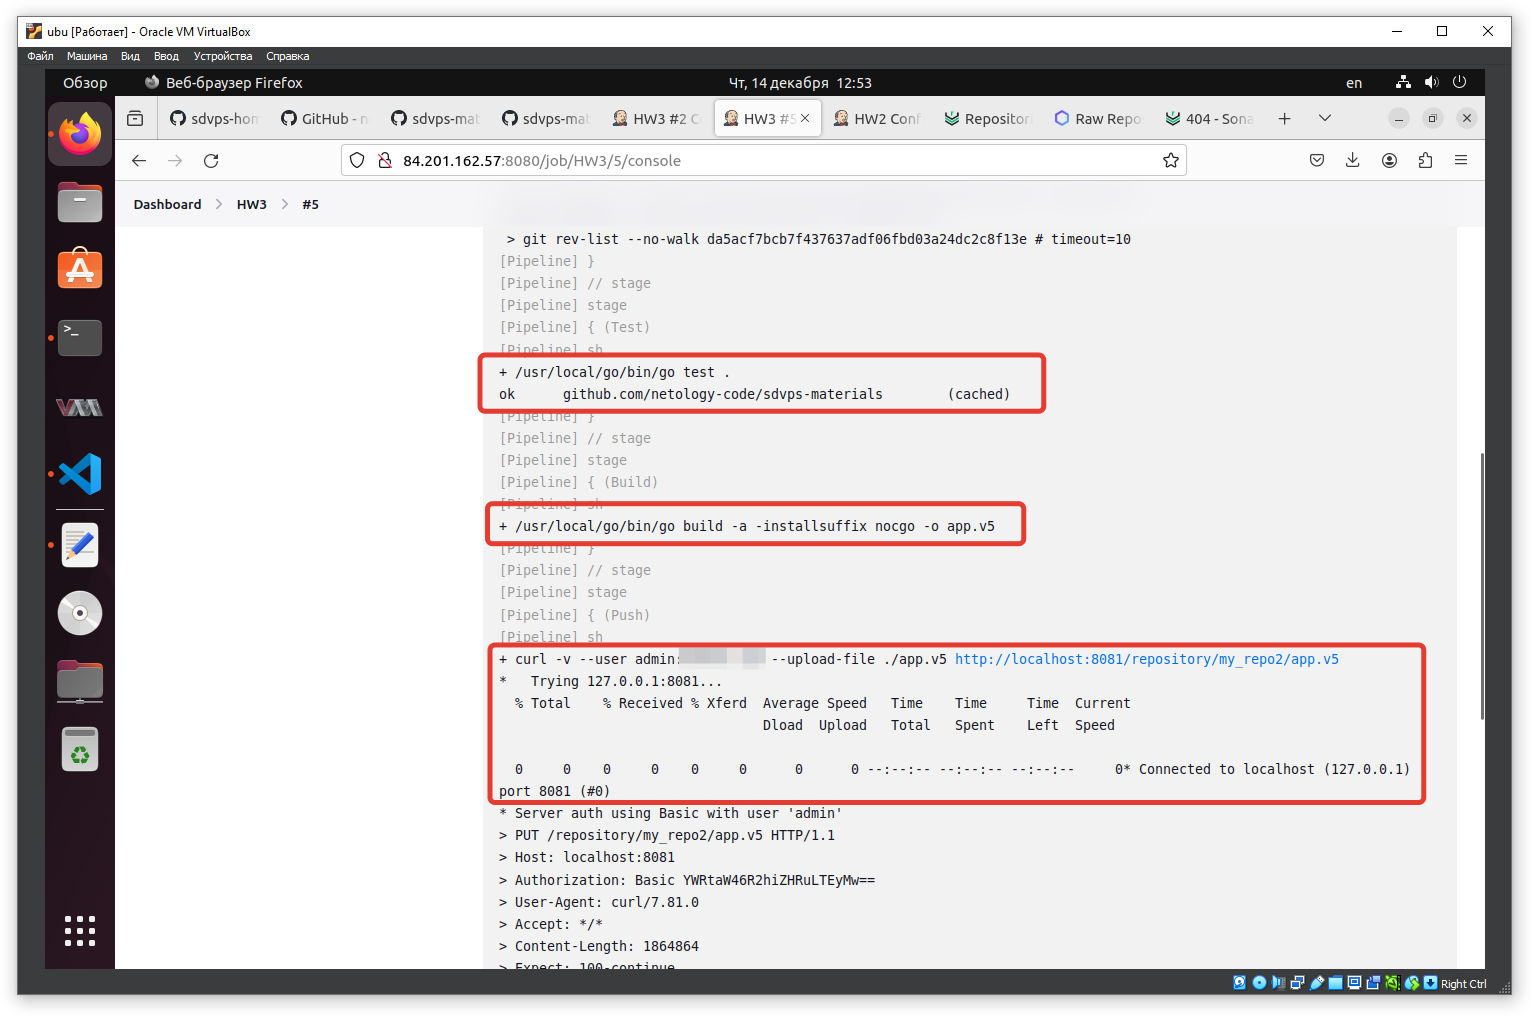 ubu [Работает] - Oracle VM VirtualBox
Файл Машина Вид Ввод Устройства Справка
Обзор Веб-браузер Firefox Чт, 14 декабря 12:53 en
sdvps-hom GitHub - n sdvps-mat sdvps-mat HW3 #2 C HW3 #5 HW2 Conf Repositori Raw Repo 404 - Sona
84.201.162.57:8080/job/HW3/5/console
Dashboard > HW3 > #5
> git rev-list --no-walk da5acf7bcb7f437637adf06fbd03a24dc2c8f13e # timeout=10
[Pipeline] }
[Pipeline] // stage
[Pipeline] stage
[Pipeline] { (Test)
[Pipeline] sh
+ /usr/local/go/bin/go test .
ok github.com/netology-code/sdvps-materials (cached)
[Pipeline] }
[Pipeline] // stage
[Pipeline] stage
[Pipeline] { (Build)
[Pipeline] sh
+ /usr/local/go/bin/go build -a -installsuffix nocgo -o app.v5
[Pipeline] }
[Pipeline] // stage
[Pipeline] stage
[Pipeline] { (Push)
[Pipeline] sh
+ curl -v --user admin: --upload-file ./app.v5 http://localhost:8081/repository/my_repo2/app.v5
* Trying 127.0.0.1:8081...
% Total % Received % Xferd Average Speed Time Time Time Current
Dload Upload Total Spent Left Speed
0 0 0 0 0 0 0 0 --:--:-- --:--:-- --:--:-- 0* Connected to localhost (127.0.0.1)
port 8081 (#0)
* Server auth using Basic with user 'admin'
> PUT /repository/my_repo2/app.v5 HTTP/1.1
> Host: localhost:8081
> Authorization: Basic YWRtaW46R2hiZHRuLTEyMw==
> User-Agent: curl/7.81.0
> Accept: */*
> Content-Length: 1864864
> Expect: 100-continue
Right Ctrl